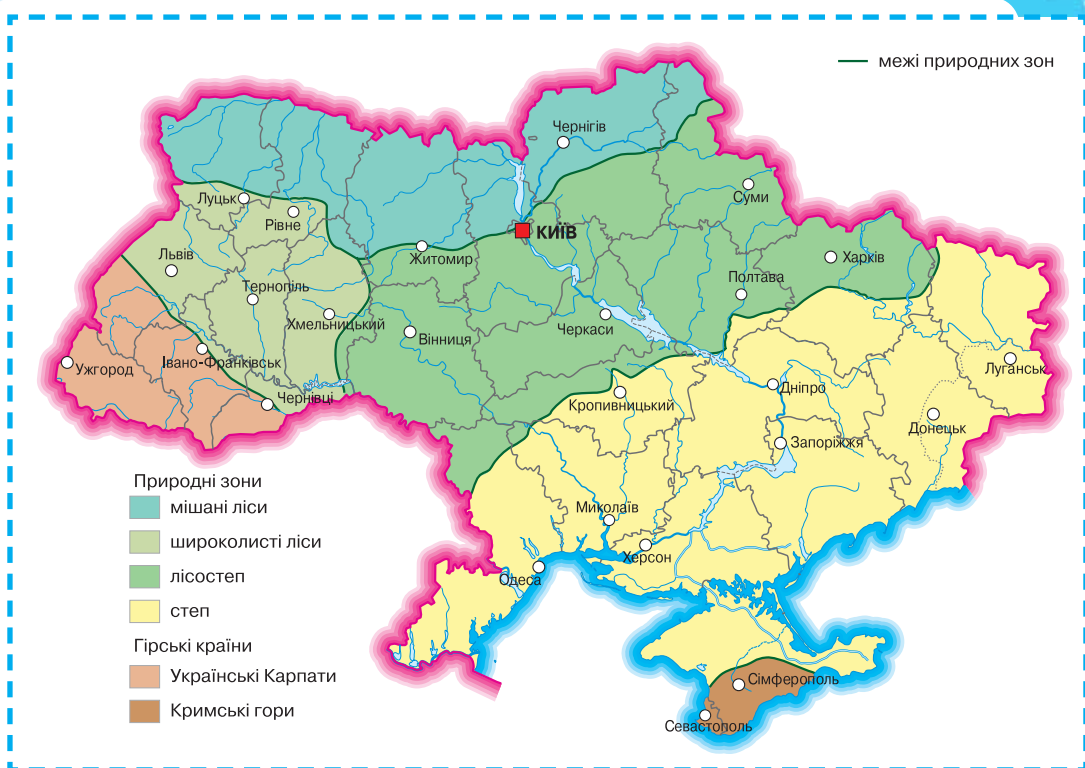 межі природних зон
Чернігів
Суми
Луцьк
Рівне
КИЇВ
Львів
Житомир
Харків
Полтава
Тернопіль
Хмельницький
Черкаси
Вінниця
Івано-Франківськ
Ужгород
Луганськ
Дніпро
Чернівці
Кропивницький
Донецьк
Запоріжжя
Природні зони
мішані ліси
Миколаїв
широколисті ліси
Херсон
лісостеп
Одеса
степ
Гірські країни
Українські Карпати
Сімферополь
Кримські гори
Севастополь